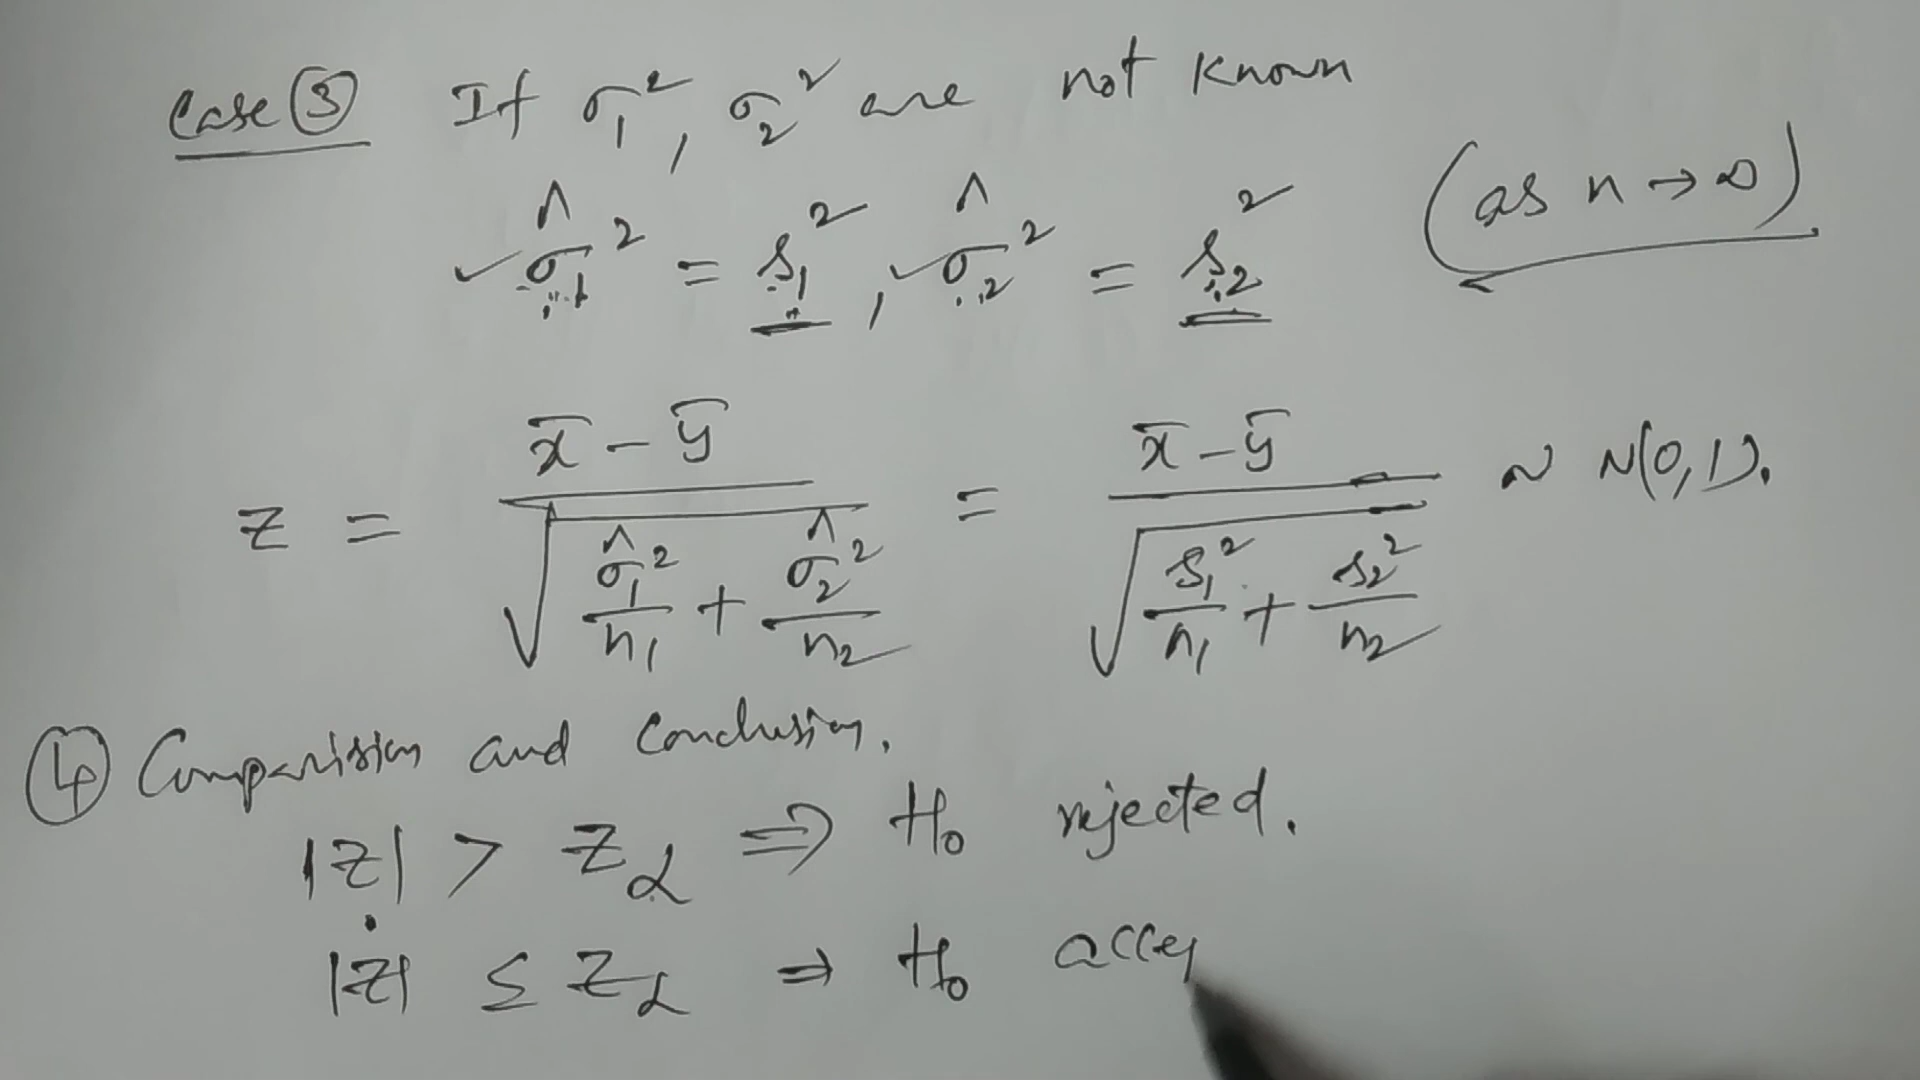 Case ③ If σ₁², σ₂² are not known
✓ σ̂₁² = s₁², ✓ σ̂₂² = s₂² (as n → ∞)
z = (x̄ − ȳ) / √(σ̂₁²/n₁ + σ̂₂²/n₂) = (x̄ − ȳ) / √(s₁²/n₁ + s₂²/n₂) ~ N(0,1).
④ Comparision and conclusion.
|z| > z_α ⇒ H₀ rejected.
|z| ≤ z_α ⇒ H₀ accep